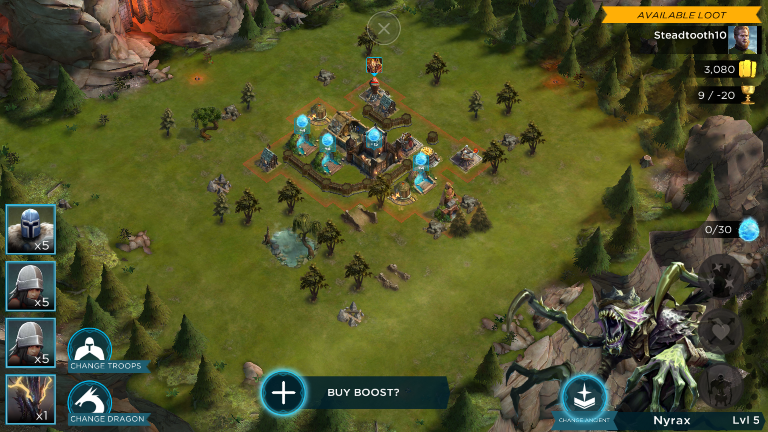 AVAILABLE LOOT
Steadtooth10
3,080
9 / -20
x5
0/30
x5
x5
CHANGE TROOPS
x1
CHANGE DRAGON
BUY BOOST?
CHANGE ANCIENT
Nyrax
Lvl 5